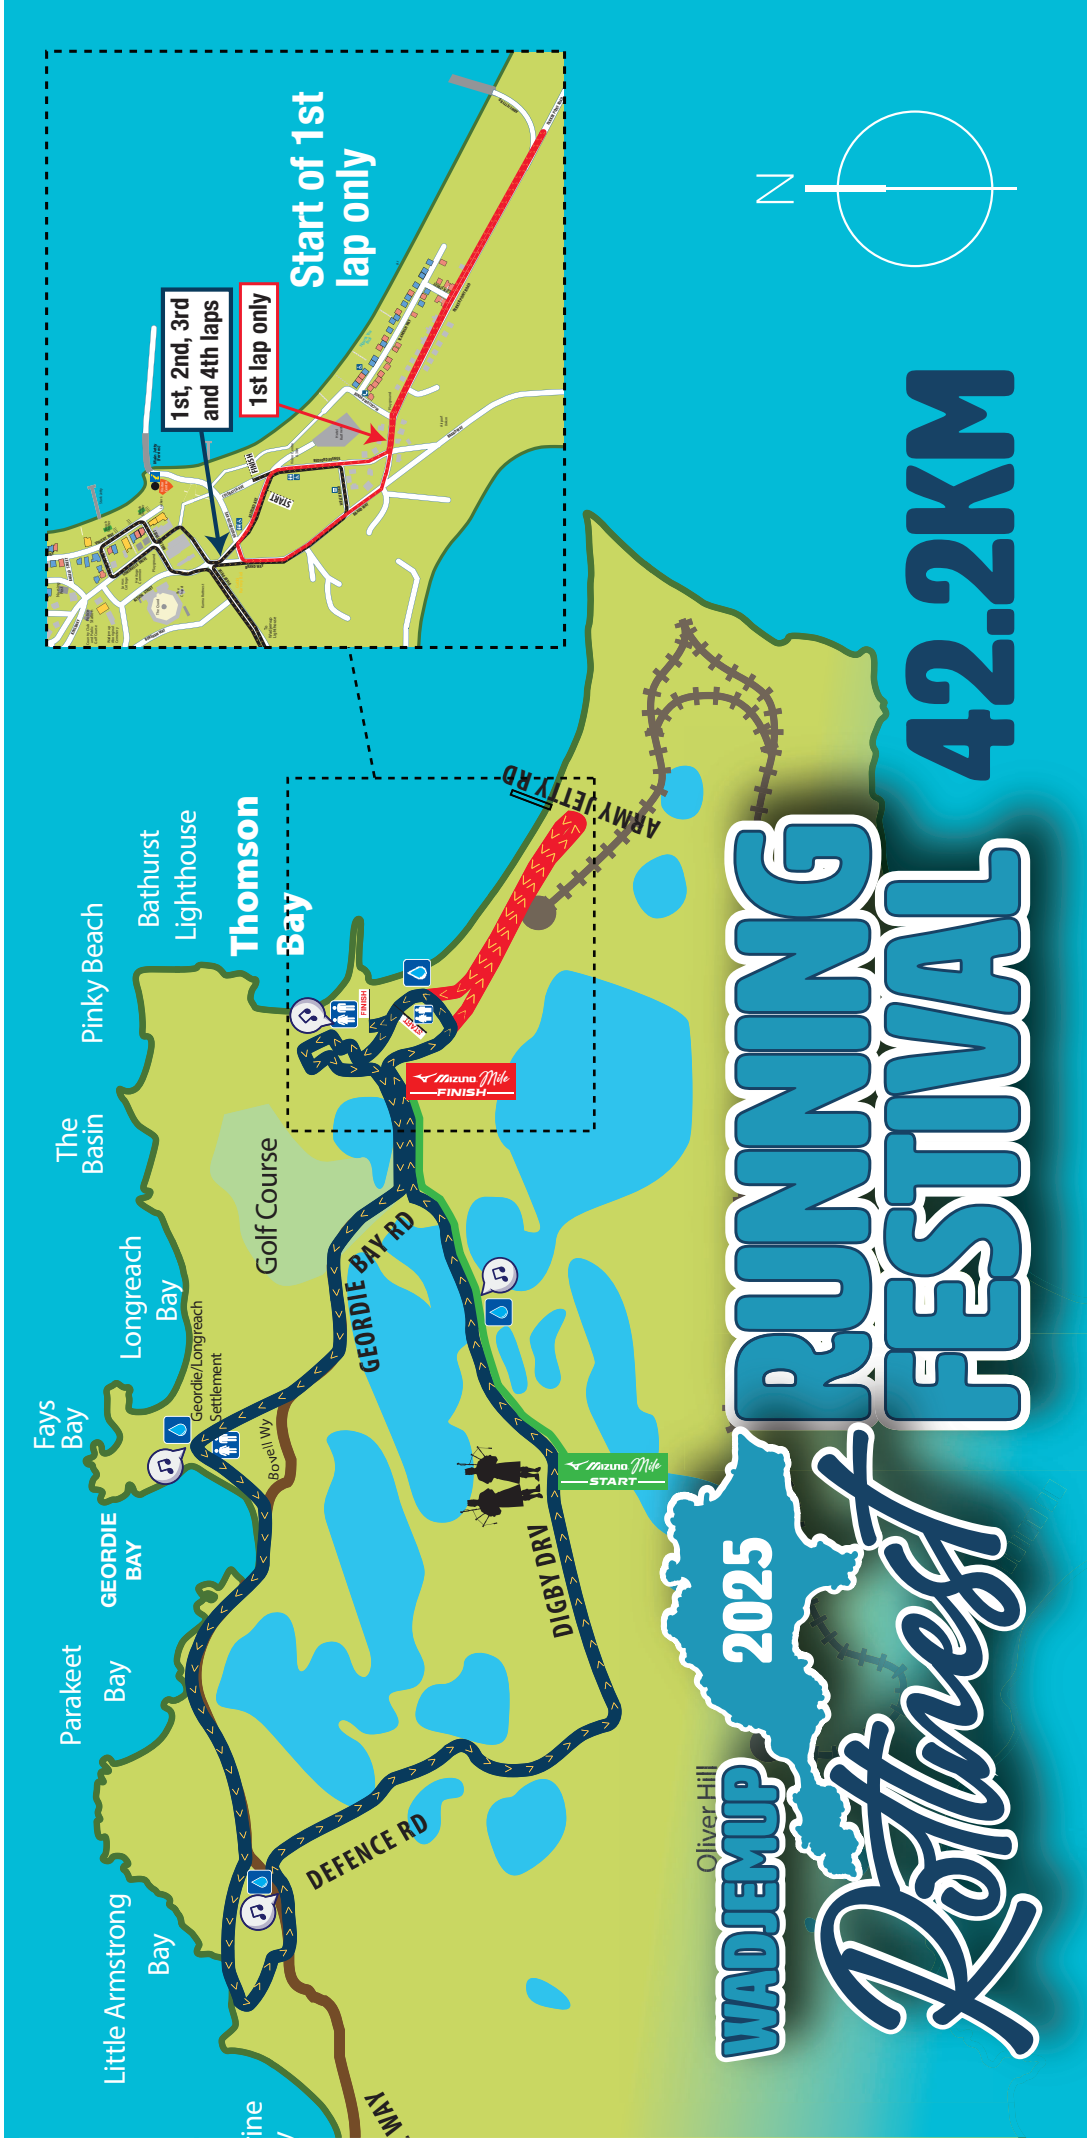 Start of 1st
lap only
1st, 2nd, 3rd
and 4th laps
1st lap only
FINISH
START
N
42.2KM
Little Armstrong
Bay
Parakeet
Bay
GEORDIE
BAY
Fays
Bay
Longreach
Bay
The
Basin
Pinky Beach
Bathurst
Lighthouse
Thomson
Bay
Geordie/Longreach
Settlement
Golf Course
Bovell Wy
GEORDIE BAY RD
ARMY JETTY RD
FINISH
START
MIZUNO Mile
FINISH
MIZUNO Mile
START
DIGBY DRV
DEFENCE RD
WAY
Oliver Hill
WADJEMUP
2025
Rottnest
RUNNING
FESTIVAL